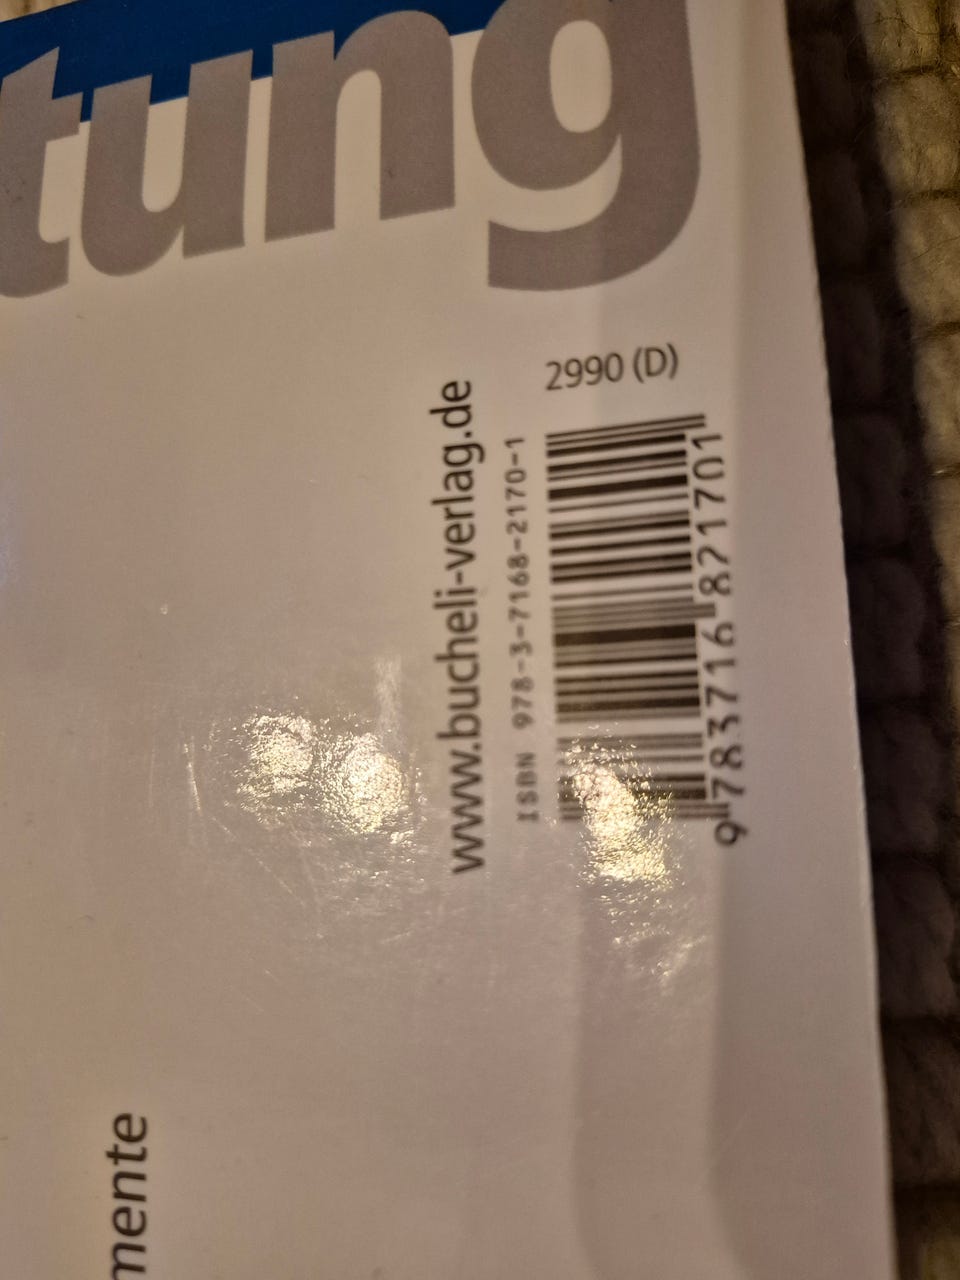 tung
2990 (D)
www.bucheli-verlag.de
ISBN 978-3-7168-2170-1
9 783716 821701
mente